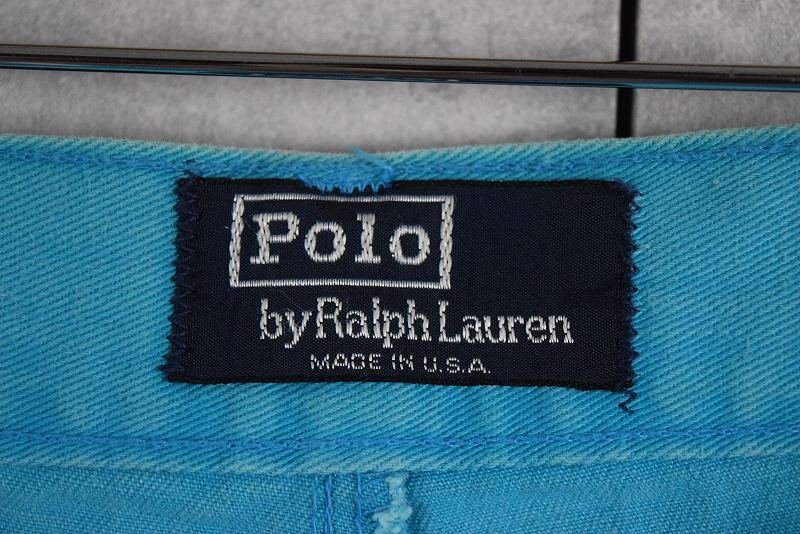 Polo
by Ralph Lauren
MADE IN U.S.A.